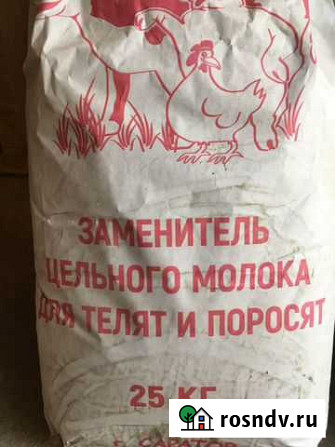 ЗАМЕНИТЕЛЬ
ЦЕЛЬНОГО МОЛОКА
ДЛЯ ТЕЛЯТ И ПОРОСЯТ
25 КГ
rosndv.ru